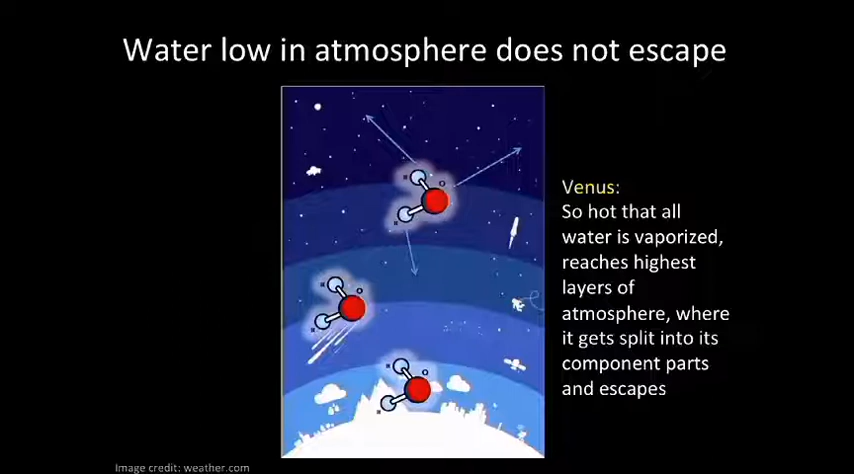 Water low in atmosphere does not escape
Venus:
So hot that all
water is vaporized,
reaches highest
layers of
atmosphere, where
it gets split into its
component parts
and escapes
Image credit: weather.com